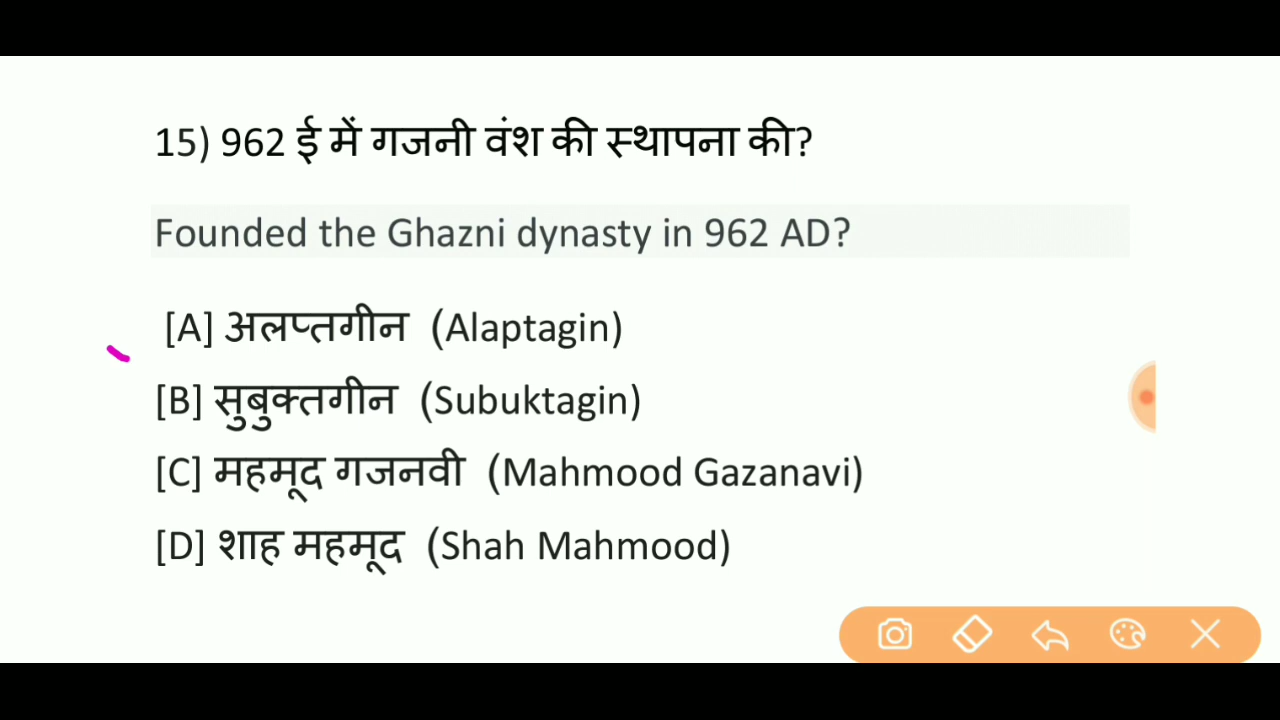 15) 962 ई में गजनी वंश की स्थापना की?
Founded the Ghazni dynasty in 962 AD?
[A] अलप्तगीन (Alaptagin)
[B] सुबुक्तगीन (Subuktagin)
[C] महमूद गजनवी (Mahmood Gazanavi)
[D] शाह महमूद (Shah Mahmood)